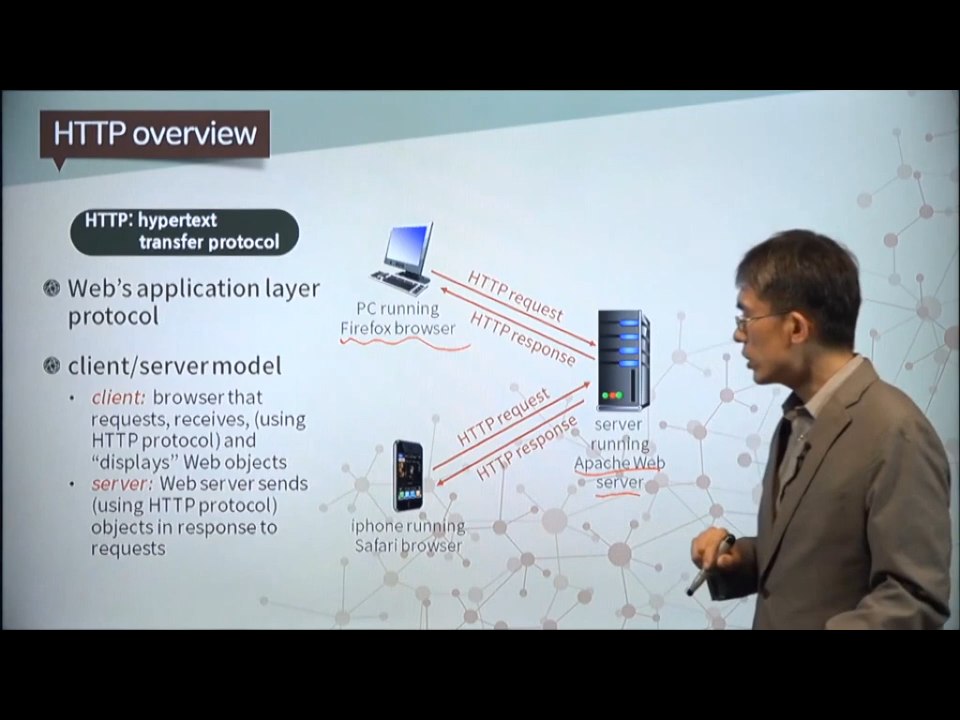 HTTP overview
HTTP: hypertext
transfer protocol
Web's application layer
protocol
client/server model
client: browser that
requests, receives, (using
HTTP protocol) and
"displays" Web objects
server: Web server sends
(using HTTP protocol)
objects in response to
requests
PC running
Firefox browser
HTTP request
HTTP response
HTTP request
HTTP response
server
running
Apache Web
server
iphone running
Safari browser